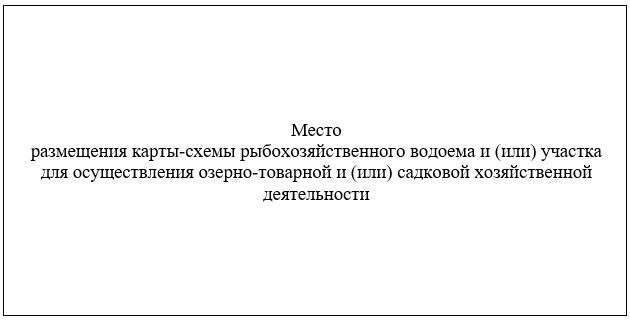 Место
размещения карты-схемы рыбохозяйственного водоема и (или) участка
для осуществления озерно-товарной и (или) садковой хозяйственной
деятельности